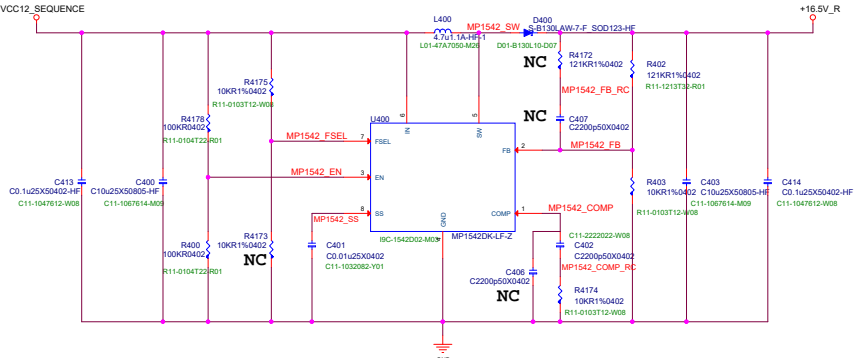 VCC12_SEQUENCE
+16.5V_R
L400
MP1542_SW
D400
4.7u1.1A-HF-1
S-B130LAW-7-F_SOD123-HF
L01-47A7050-M26
D01-B130L10-D07
NC
R4172
121KR1%0402
R402
121KR1%0402
R11-1213T32-R01
R4175
10KR1%0402
R11-0103T12-W08
MP1542_FB_RC
R4178
100KR0402
R11-0104T22-R01
U400
6
IN
5
SW
NC
C407
C2200p50X0402
MP1542_FSEL
7
FSEL
FB
2
MP1542_FB
MP1542_EN
3
EN
C413
C0.1u25X50402-HF
C11-1047612-W08
C400
C10u25X50805-HF
C11-1067614-M09
R403
10KR1%0402
R11-0103T12-W08
C403
C10u25X50805-HF
C11-1067614-M09
C414
C0.1u25X50402-HF
C11-1047612-W08
MP1542_SS
8
SS
GND
COMP
1
MP1542_COMP
R400
100KR0402
R11-0104T22-R01
R4173
10KR1%0402
NC
C401
C0.01u25X0402
C11-1032082-Y01
I9C-1542D02-M03
4
MP1542DK-LF-Z
C11-2222022-W08
C402
C2200p50X0402
MP1542_COMP_RC
C406
C2200p50X0402
NC
R4174
10KR1%0402
R11-0103T12-W08